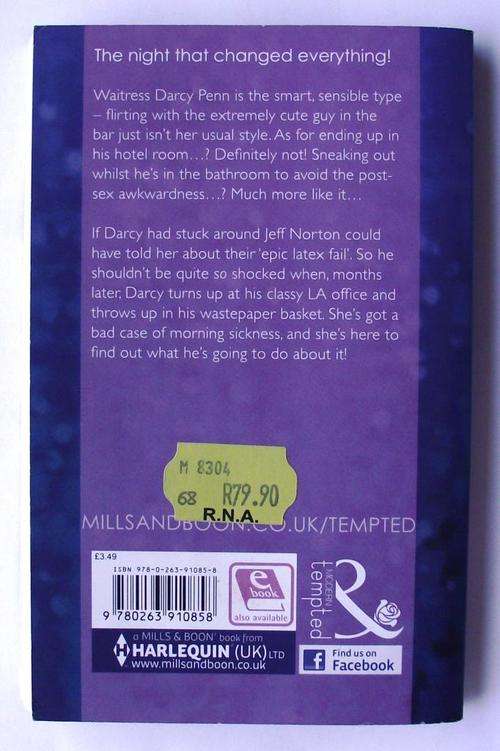 The night that changed everything!
Waitress Darcy Penn is the smart, sensible type
– flirting with the extremely cute guy in the
bar just isn't her usual style. As for ending up in
his hotel room…? Definitely not! Sneaking out
whilst he's in the bathroom to avoid the post-
sex awkwardness…? Much more like it…
If Darcy had stuck around Jeff Norton could
have told her about their 'epic latex fail'. So he
shouldn't be quite so shocked when, months
later, Darcy turns up at his classy LA office and
throws up in his wastepaper basket. She's got a
bad case of morning sickness, and she's here to
find out what he's going to do about it!
M 8304
68 R79.90
R.N.A.
MILLSANDBOON.CO.UK/TEMPTED
£3.49
ISBN 978-0-263-91085-8
9 780263 910858
e
book
also available
MODERN
tempted
a MILLS & BOON® book from
HARLEQUIN (UK) LTD
www.millsandboon.co.uk
f Find us on
Facebook